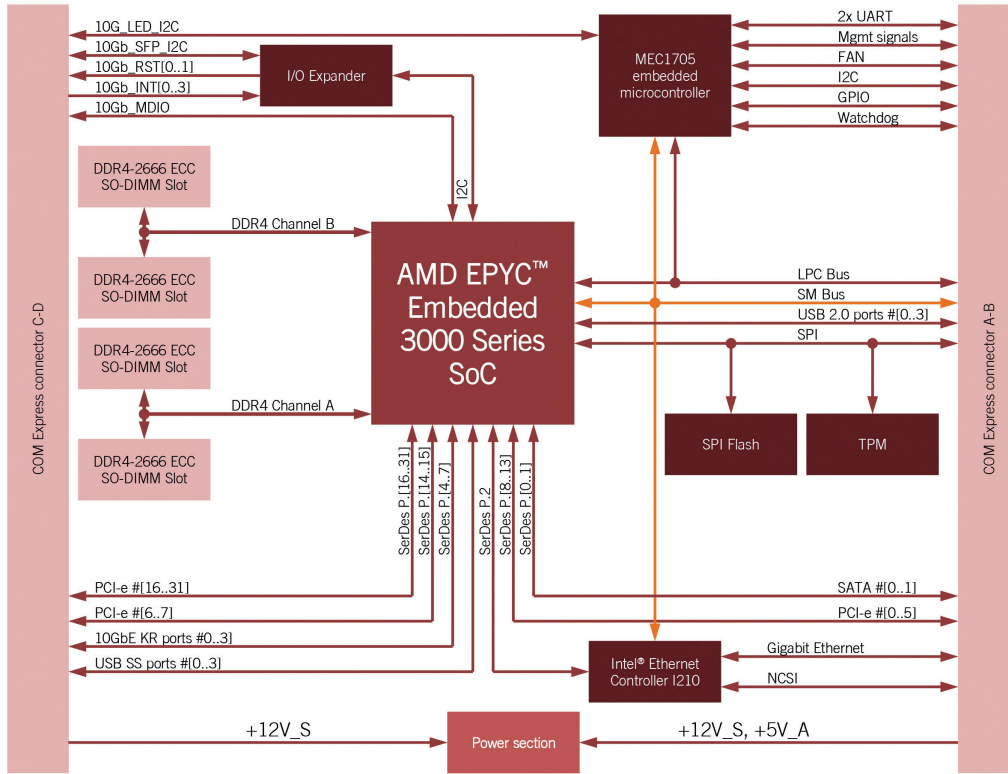 10G_LED_I2C
10Gb_SFP_I2C
10Gb_RST[0..1]
10Gb_INT[0..3]
10Gb_MDIO
I/O Expander
MEC1705
embedded
microcontroller
2x UART
Mgmt signals
FAN
I2C
GPIO
Watchdog
I2C
COM Express connector C-D
DDR4-2666 ECC
SO-DIMM Slot
DDR4 Channel B
DDR4-2666 ECC
SO-DIMM Slot
DDR4-2666 ECC
SO-DIMM Slot
DDR4 Channel A
DDR4-2666 ECC
SO-DIMM Slot
AMD EPYC™
Embedded
3000 Series
SoC
LPC Bus
SM Bus
USB 2.0 ports #[0..3]
SPI
SPI Flash
TPM
COM Express connector A-B
SerDes P.[16..31]
SerDes P.[14..15]
SerDes P.[4..7]
SerDes P.2
SerDes P.[8..13]
SerDes P.[0..1]
PCI-e #[16..31]
PCI-e #[6..7]
10GbE KR ports #0..3]
USB SS ports #[0..3]
SATA #[0..1]
PCI-e #[0..5]
Intel® Ethernet
Controller I210
Gigabit Ethernet
NCSI
+12V_S
Power section
+12V_S, +5V_A